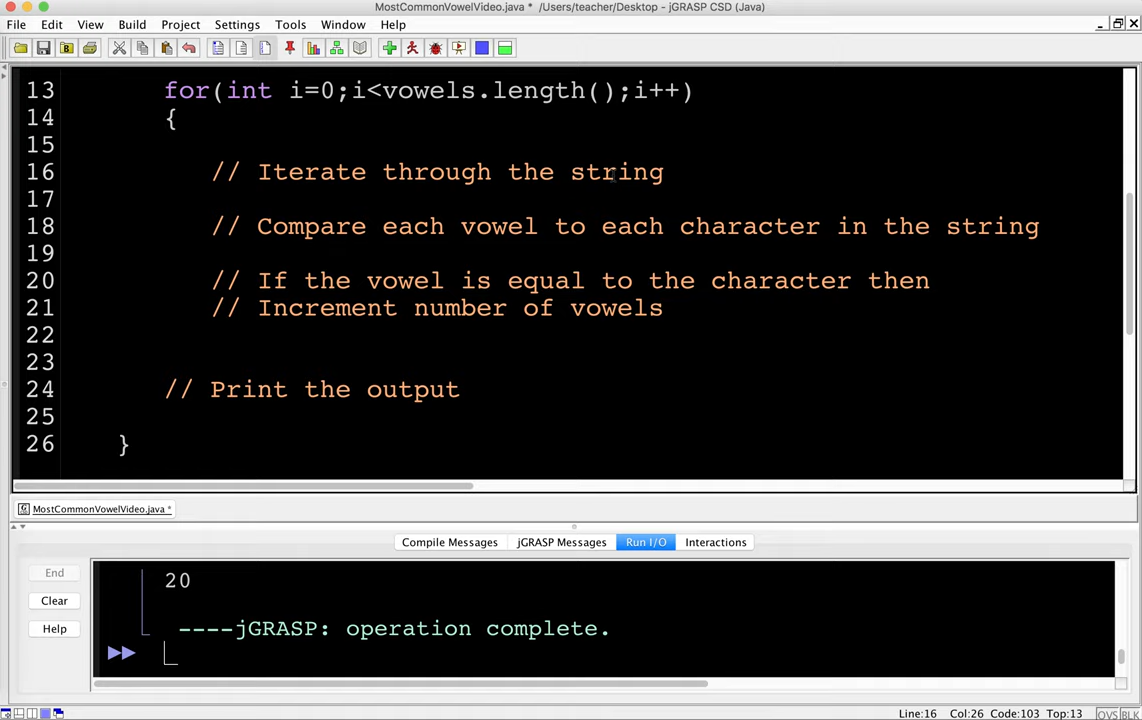 MostCommonVowelVideo.java * /Users/teacher/Desktop - jGRASP CSD (Java)
File Edit View Build Project Settings Tools Window Help
13 for(int i=0;i<vowels.length();i++)
14 {
15
16 // Iterate through the string
17
18 // Compare each vowel to each character in the string
19
20 // If the vowel is equal to the character then
21 // Increment number of vowels
22
23
24 // Print the output
25
26 }
MostCommonVowelVideo.java *
Compile Messages jGRASP Messages Run I/O Interactions
End
Clear
Help
20
----jGRASP: operation complete.
Line:16 Col:26 Code:103 Top:13 OVS BLK